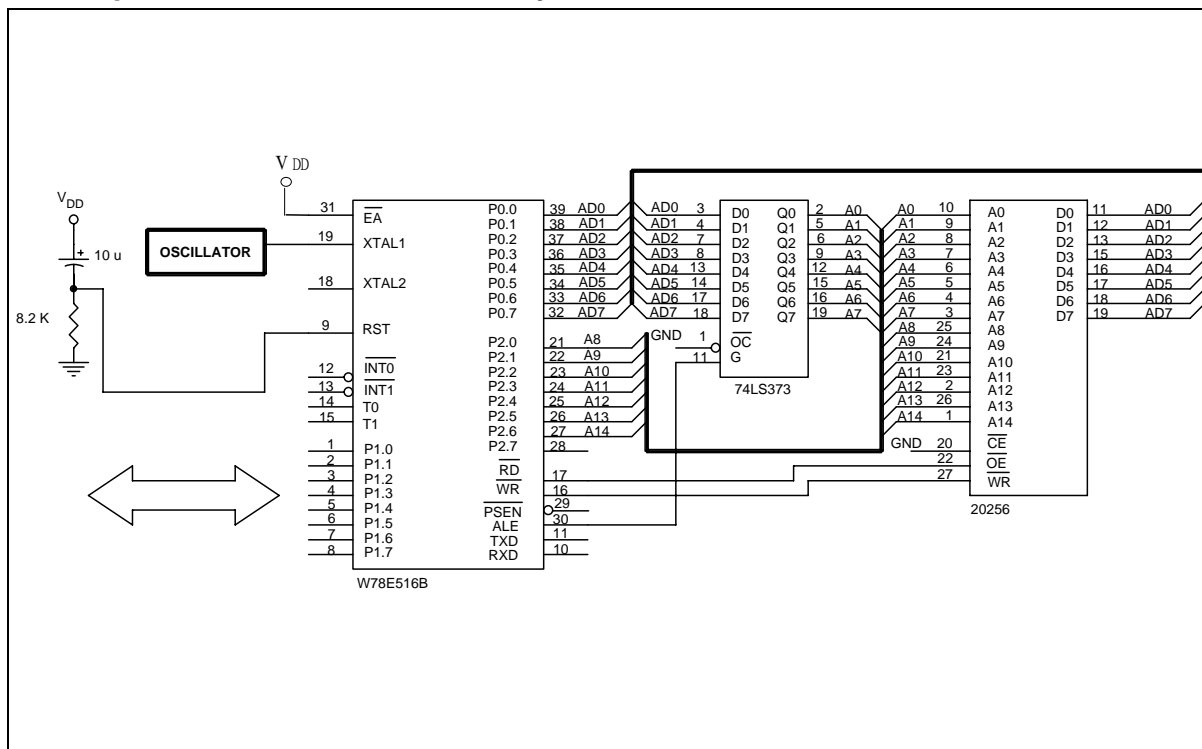 V DD
VDD
10 u
8.2 K
OSCILLATOR
31 EA
19 XTAL1
18 XTAL2
9 RST
12 INT0
13 INT1
14 T0
15 T1
1 P1.0
2 P1.1
3 P1.2
4 P1.3
5 P1.4
6 P1.5
7 P1.6
8 P1.7
P0.0 39 AD0
P0.1 38 AD1
P0.2 37 AD2
P0.3 36 AD3
P0.4 35 AD4
P0.5 34 AD5
P0.6 33 AD6
P0.7 32 AD7
P2.0 21 A8
P2.1 22 A9
P2.2 23 A10
P2.3 24 A11
P2.4 25 A12
P2.5 26 A13
P2.6 27 A14
P2.7 28
RD 17
WR 16
PSEN 29
ALE 30
TXD 11
RXD 10
W78E516B
AD0 3 D0 Q0 2 A0
AD1 4 D1 Q1 5 A1
AD2 7 D2 Q2 6 A2
AD3 8 D3 Q3 9 A3
AD4 13 D4 Q4 12 A4
AD5 14 D5 Q5 15 A5
AD6 17 D6 Q6 16 A6
AD7 18 D7 Q7 19 A7
GND 1 OC
11 G
74LS373
A0 10 A0 D0 11 AD0
A1 9 A1 D1 12 AD1
A2 8 A2 D2 13 AD2
A3 7 A3 D3 15 AD3
A4 6 A4 D4 16 AD4
A5 5 A5 D5 17 AD5
A6 4 A6 D6 18 AD6
A7 3 A7 D7 19 AD7
A8 25 A8
A9 24 A9
A10 21 A10
A11 23 A11
A12 2 A12
A13 26 A13
A14 1 A14
GND 20 CE
22 OE
27 WR
20256